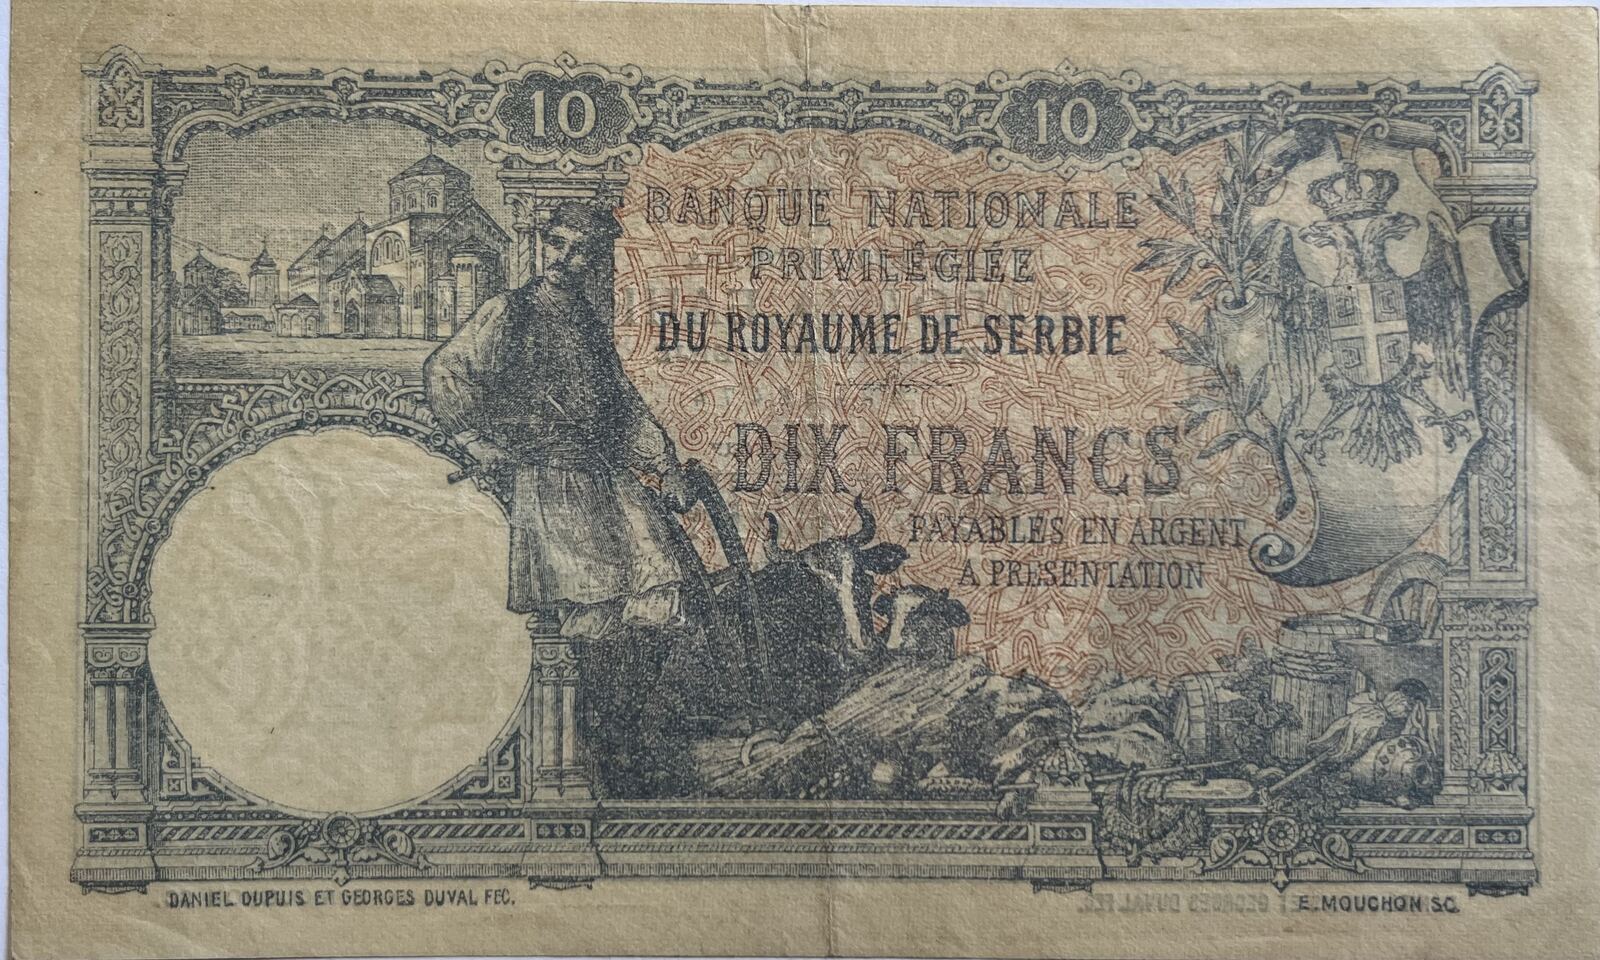 10 10
BANQUE NATIONALE
PRIVILÉGIÉE
DU ROYAUME DE SERBIE
DIX FRANCS
PAYABLES EN ARGENT
A PRESENTATION
DANIEL DUPUIS ET GEORGES DUVAL FEC.
E. MOUCHON SC.